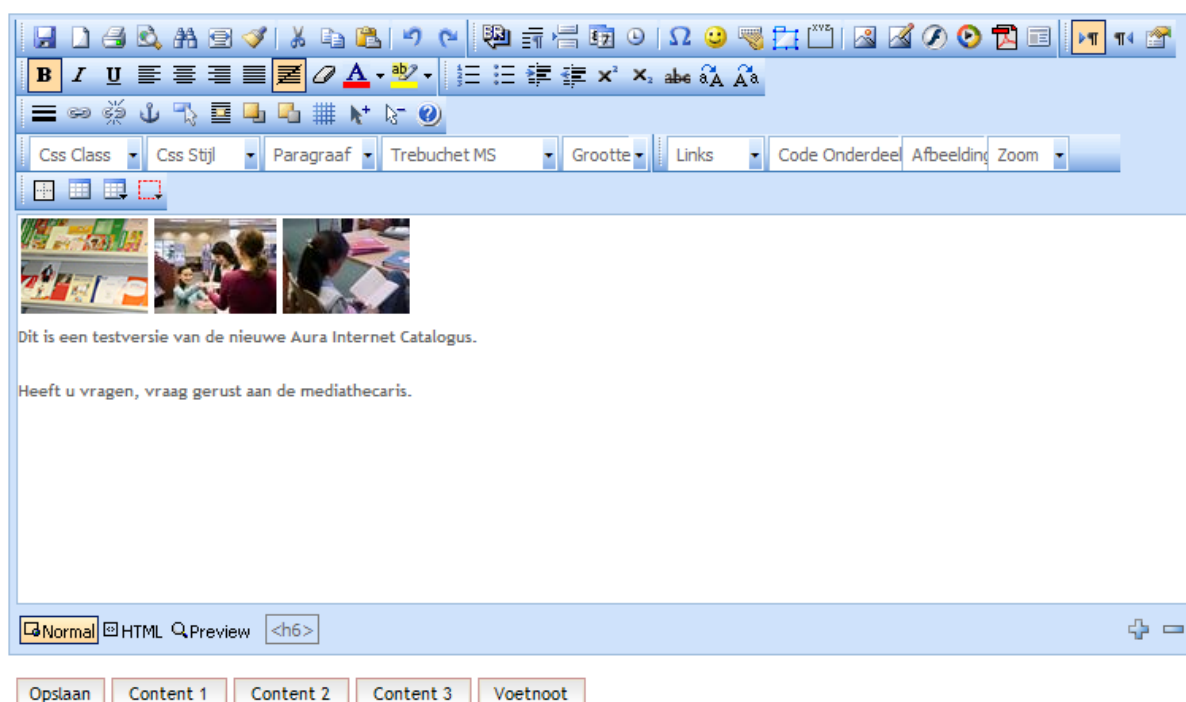 B I U
Css Class Css Stijl Paragraaf Trebuchet MS Grootte Links Code Onderdeel Afbeelding Zoom
Dit is een testversie van de nieuwe Aura Internet Catalogus.
Heeft u vragen, vraag gerust aan de mediathecaris.
Normal HTML Preview <h6>
Opslaan Content 1 Content 2 Content 3 Voetnoot